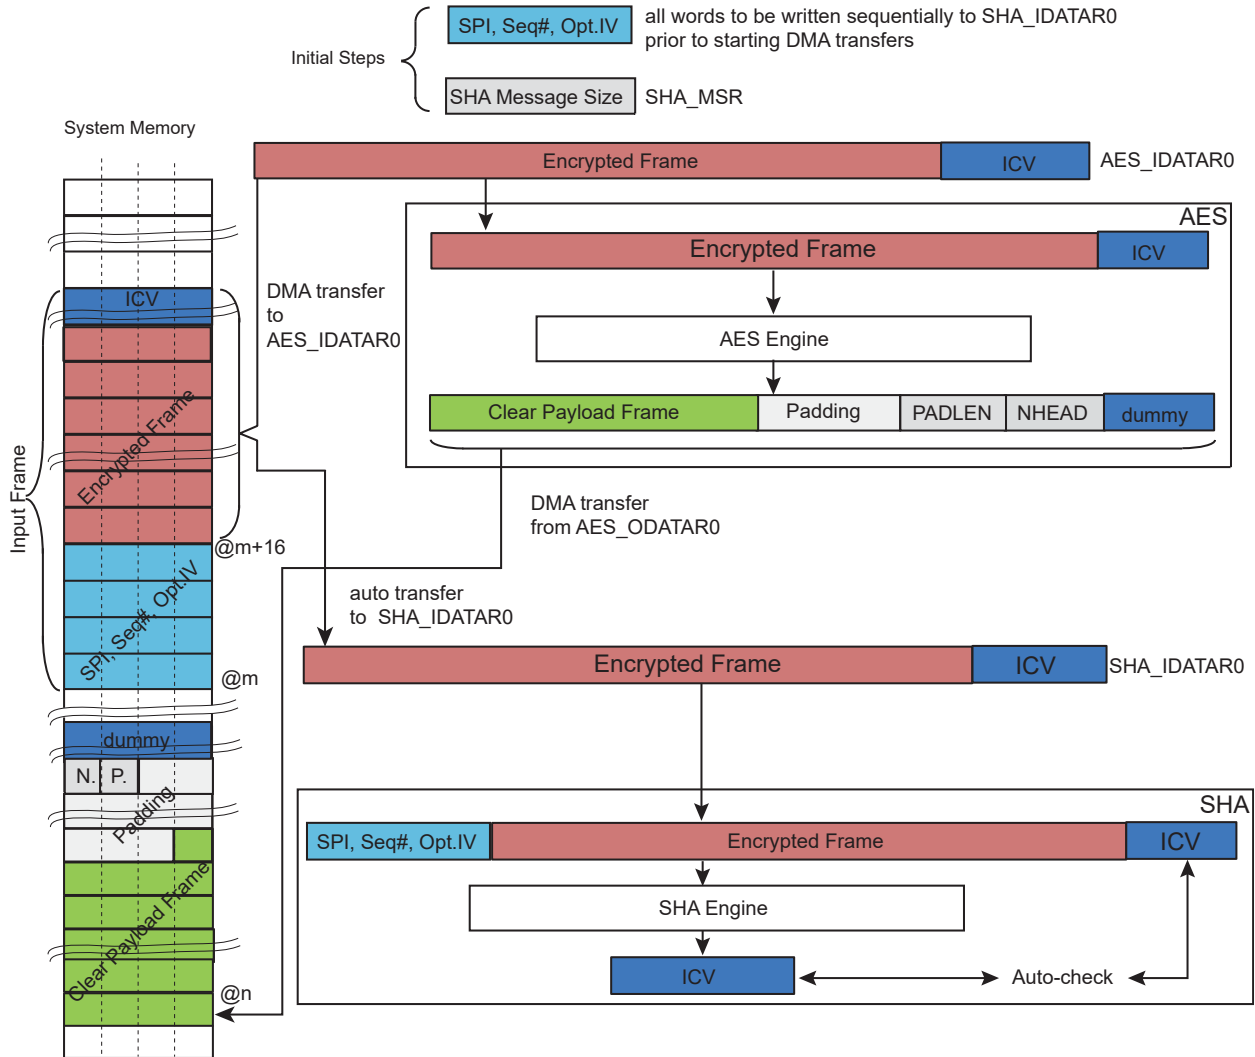 SPI, Seq#, Opt.IV
all words to be written sequentially to SHA_IDATAR0
prior to starting DMA transfers
Initial Steps
SHA Message Size
SHA_MSR
System Memory
Encrypted Frame
ICV
AES_IDATAR0
AES
Encrypted Frame
ICV
ICV
DMA transfer
to
AES_IDATAR0
AES Engine
Clear Payload Frame
Padding
PADLEN
NHEAD
dummy
Encrypted Frame
Input Frame
DMA transfer
from AES_ODATAR0
@m+16
SPI, Seq#, Opt.IV
auto transfer
to SHA_IDATAR0
Encrypted Frame
ICV
SHA_IDATAR0
@m
dummy
N.
P.
Padding
SHA
SPI, Seq#, Opt.IV
Encrypted Frame
ICV
SHA Engine
Clear Payload Frame
ICV
Auto-check
@n